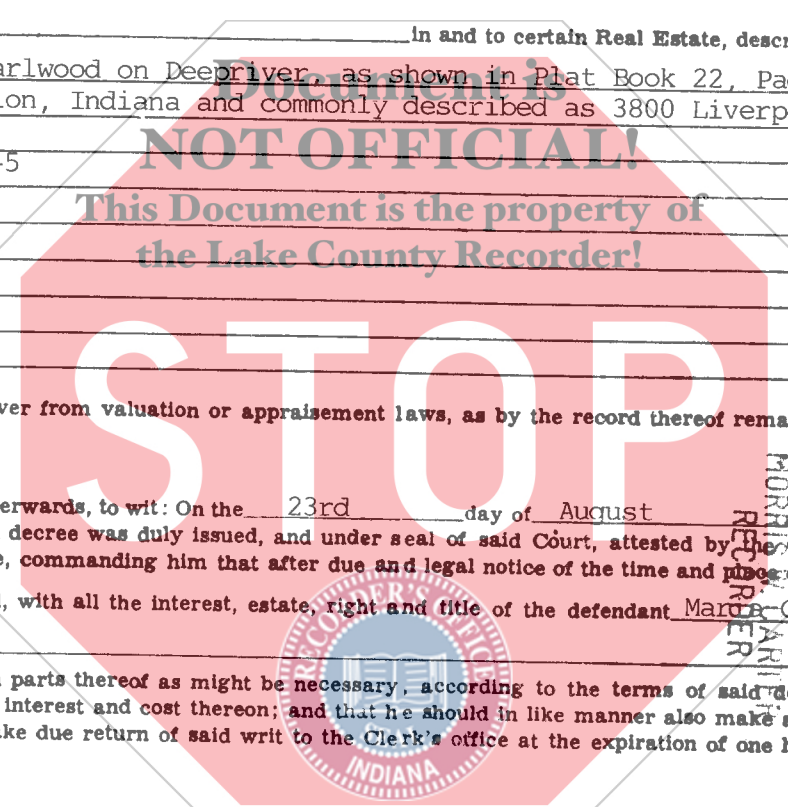 in and to certain Real Estate, descr
arlwood on Deepriver, as shown in Plat Book 22, Pa
ion, Indiana and commonly described as 3800 Liverp
-5
Document is
NOT OFFICIAL!
This Document is the property of
the Lake County Recorder!
STOP
ver from valuation or appraisement laws, as by the record thereof rema
erwards, to wit: On the 23rd day of August
decree was duly issued, and under seal of said Court, attested by the
e, commanding him that after due and legal notice of the time and place
, with all the interest, estate, right and title of the defendant
parts thereof as might be necessary, according to the terms of said de
interest and cost thereon; and that he should in like manner also make s
ke due return of said writ to the Clerk's office at the expiration of one h
RECORDER
RECORDER'S OFFICE
INDIANA